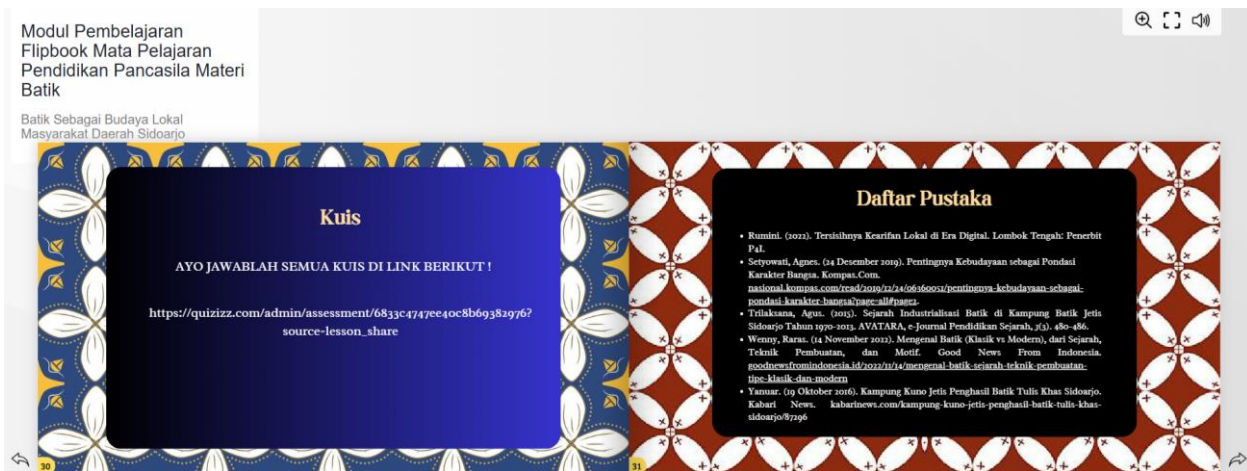 Modul Pembelajaran
Flipbook Mata Pelajaran
Pendidikan Pancasila Materi
Batik
Batik Sebagai Budaya Lokal
Masyarakat Daerah Sidoarjo
Kuis
AYO JAWABLAH SEMUA KUIS DI LINK BERIKUT !
https://quizizz.com/admin/assessment/6833c4747ee40c8b69382976?
source-lesson_share
30
Daftar Pustaka
• Rumini. (2022). Tersisihnya Kearifan Lokal di Era Digital. Lombok Tengah: Penerbit
P4I.
• Setyowati, Agnes. (24 Desember 2019). Pentingnya Kebudayaan sebagai Pondasi
Karakter Bangsa. Kompas.Com.
nasional.kompas.com/read/2019/12/24/06360051/pentingnya-kebudayaan-sebagai-
pondasi-karakter-bangsa?page=all#page2.
• Trilaksana, Agus. (2015). Sejarah Industrialisasi Batik di Kampung Batik Jetis
Sidoarjo Tahun 1970-2013. AVATARA, e-Journal Pendidikan Sejarah, 3(3). 480-486.
• Wenny, Raras. (14 November 2022). Mengenal Batik (Klasik vs Modern), dari Sejarah,
Teknik Pembuatan, dan Motif. Good News From Indonesia.
goodnewsfromindonesia.id/2022/11/14/mengenal-batik-sejarah-teknik-pembuatan-
tipe-klasik-dan-modern
• Yanuar. (19 Oktober 2016). Kampung Kuno Jetis Penghasil Batik Tulis Khas Sidoarjo.
Kabari News. kabarinews.com/kampung-kuno-jetis-penghasil-batik-tulis-khas-
sidoarjo/87296
31